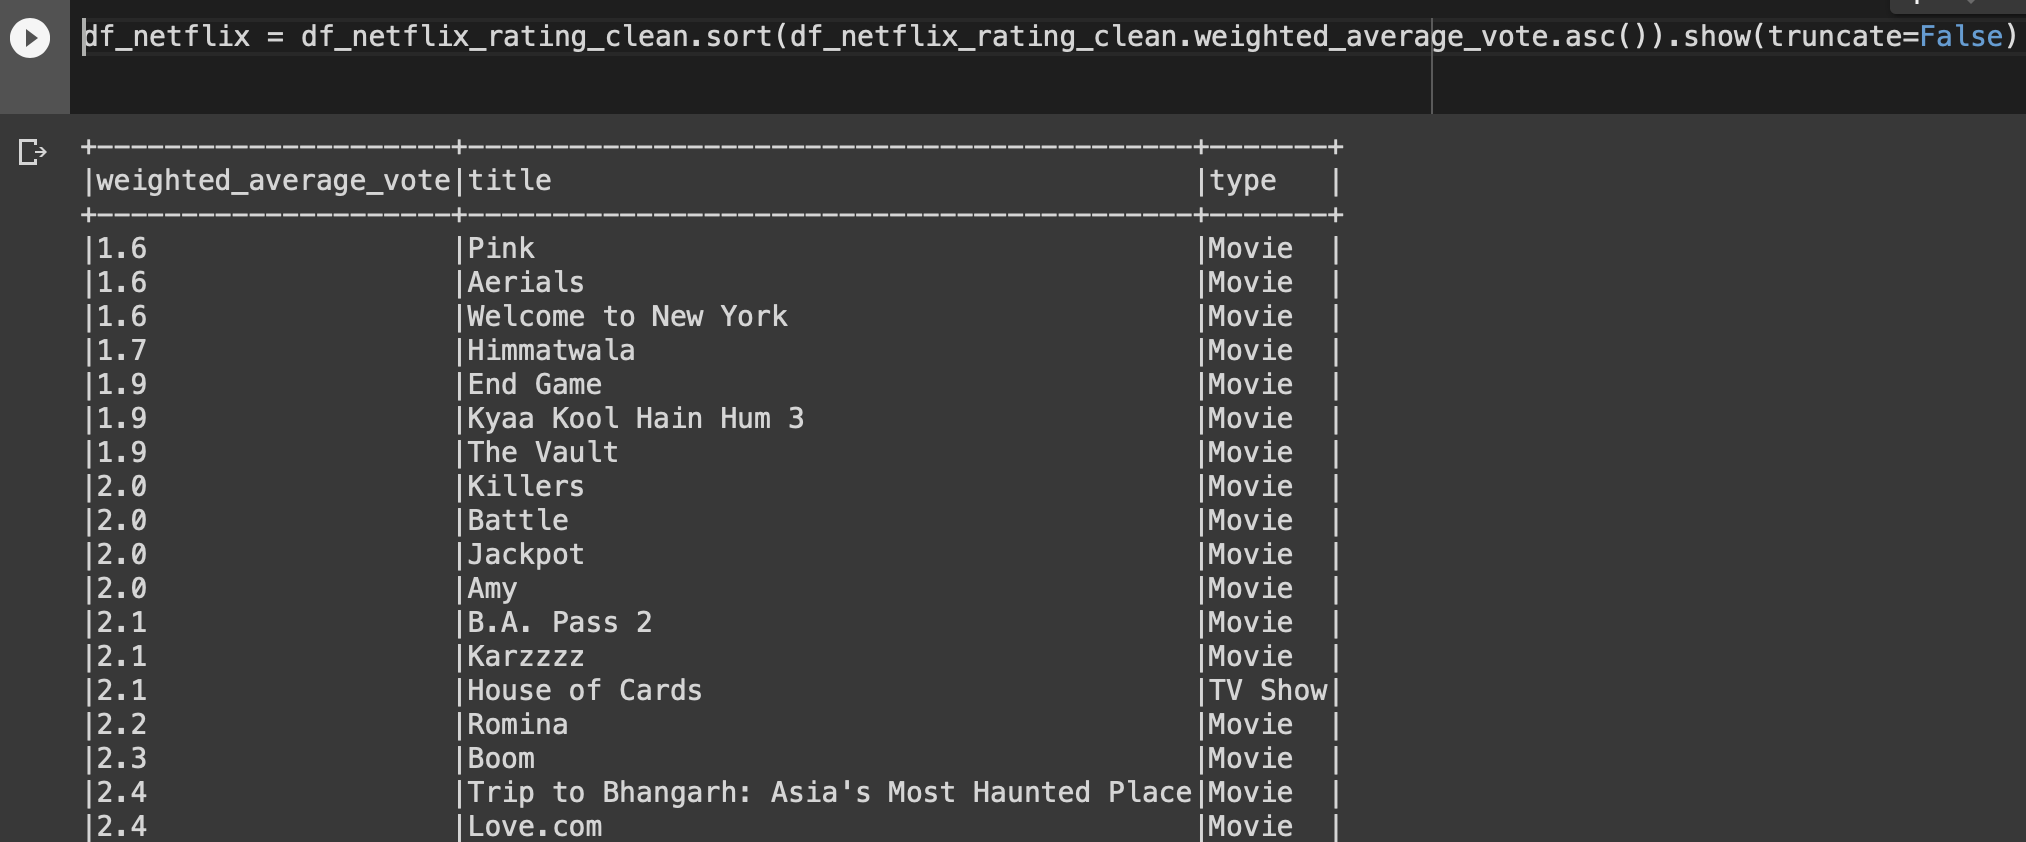 df_netflix = df_netflix_rating_clean.sort(df_netflix_rating_clean.weighted_average_vote.asc()).show(truncate=False)
+---------------------+-------------------------------------------+-------+
|weighted_average_vote|title                                      |type   |
+---------------------+-------------------------------------------+-------+
|1.6                  |Pink                                       |Movie  |
|1.6                  |Aerials                                    |Movie  |
|1.6                  |Welcome to New York                        |Movie  |
|1.7                  |Himmatwala                                 |Movie  |
|1.9                  |End Game                                   |Movie  |
|1.9                  |Kyaa Kool Hain Hum 3                       |Movie  |
|1.9                  |The Vault                                  |Movie  |
|2.0                  |Killers                                    |Movie  |
|2.0                  |Battle                                     |Movie  |
|2.0                  |Jackpot                                    |Movie  |
|2.0                  |Amy                                        |Movie  |
|2.1                  |B.A. Pass 2                                |Movie  |
|2.1                  |Karzzzz                                    |Movie  |
|2.1                  |House of Cards                             |TV Show|
|2.2                  |Romina                                     |Movie  |
|2.3                  |Boom                                       |Movie  |
|2.4                  |Trip to Bhangarh: Asia's Most Haunted Place|Movie  |
|2.4                  |Love.com                                   |Movie  |